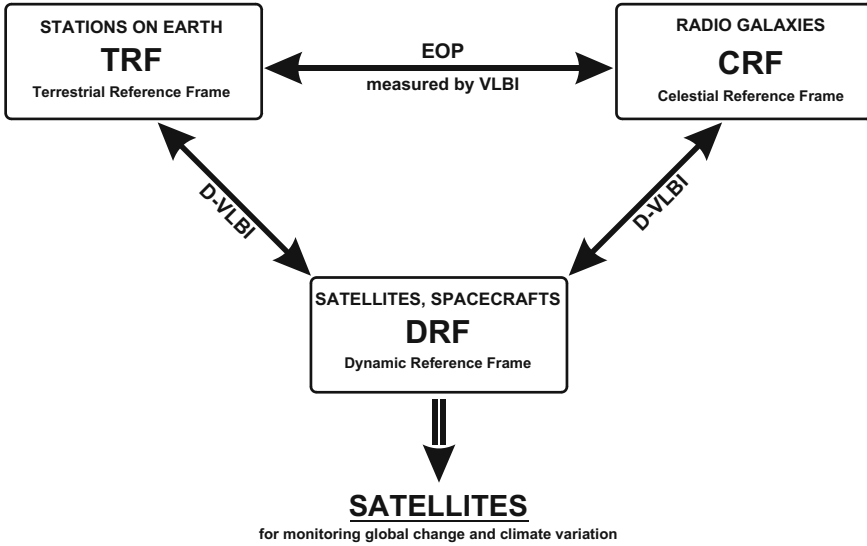 STATIONS ON EARTH
TRF
Terrestrial Reference Frame
EOP
measured by VLBI
RADIO GALAXIES
CRF
Celestial Reference Frame
D-VLBI
D-VLBI
SATELLITES, SPACECRAFTS
DRF
Dynamic Reference Frame
SATELLITES
for monitoring global change and climate variation